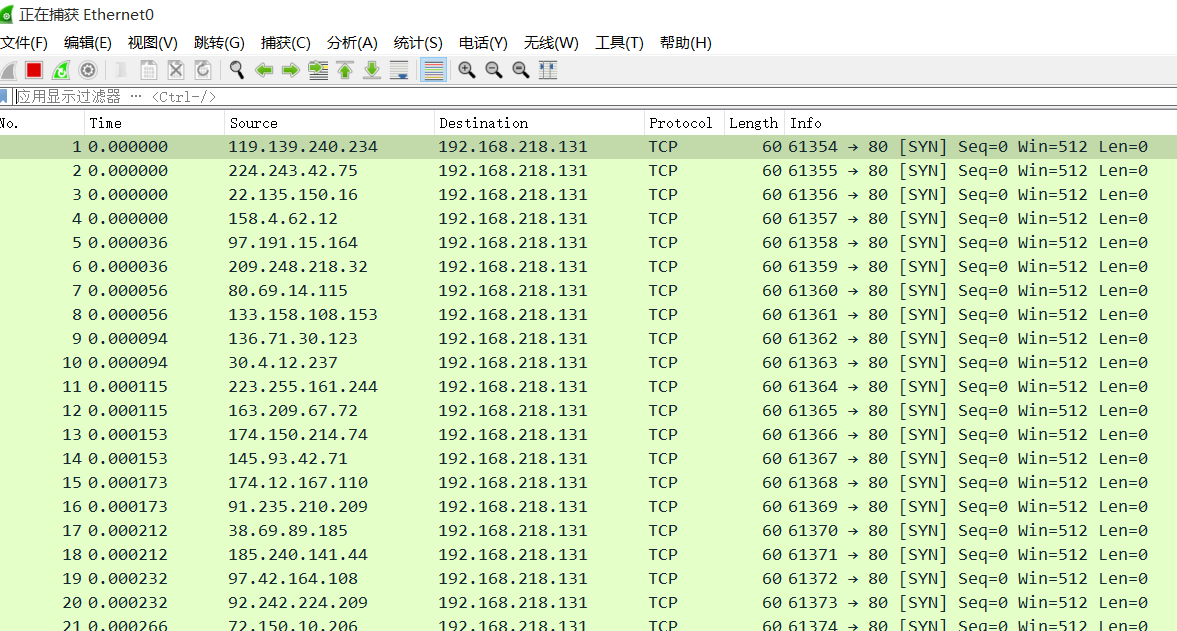 正在捕获 Ethernet0
文件(F) 编辑(E) 视图(V) 跳转(G) 捕获(C) 分析(A) 统计(S) 电话(Y) 无线(W) 工具(T) 帮助(H)
应用显示过滤器 … <Ctrl-/>
No. Time Source Destination Protocol Length Info
1 0.000000 119.139.240.234 192.168.218.131 TCP 60 61354 → 80 [SYN] Seq=0 Win=512 Len=0
2 0.000000 224.243.42.75 192.168.218.131 TCP 60 61355 → 80 [SYN] Seq=0 Win=512 Len=0
3 0.000000 22.135.150.16 192.168.218.131 TCP 60 61356 → 80 [SYN] Seq=0 Win=512 Len=0
4 0.000000 158.4.62.12 192.168.218.131 TCP 60 61357 → 80 [SYN] Seq=0 Win=512 Len=0
5 0.000036 97.191.15.164 192.168.218.131 TCP 60 61358 → 80 [SYN] Seq=0 Win=512 Len=0
6 0.000036 209.248.218.32 192.168.218.131 TCP 60 61359 → 80 [SYN] Seq=0 Win=512 Len=0
7 0.000056 80.69.14.115 192.168.218.131 TCP 60 61360 → 80 [SYN] Seq=0 Win=512 Len=0
8 0.000056 133.158.108.153 192.168.218.131 TCP 60 61361 → 80 [SYN] Seq=0 Win=512 Len=0
9 0.000094 136.71.30.123 192.168.218.131 TCP 60 61362 → 80 [SYN] Seq=0 Win=512 Len=0
10 0.000094 30.4.12.237 192.168.218.131 TCP 60 61363 → 80 [SYN] Seq=0 Win=512 Len=0
11 0.000115 223.255.161.244 192.168.218.131 TCP 60 61364 → 80 [SYN] Seq=0 Win=512 Len=0
12 0.000115 163.209.67.72 192.168.218.131 TCP 60 61365 → 80 [SYN] Seq=0 Win=512 Len=0
13 0.000153 174.150.214.74 192.168.218.131 TCP 60 61366 → 80 [SYN] Seq=0 Win=512 Len=0
14 0.000153 145.93.42.71 192.168.218.131 TCP 60 61367 → 80 [SYN] Seq=0 Win=512 Len=0
15 0.000173 174.12.167.110 192.168.218.131 TCP 60 61368 → 80 [SYN] Seq=0 Win=512 Len=0
16 0.000173 91.235.210.209 192.168.218.131 TCP 60 61369 → 80 [SYN] Seq=0 Win=512 Len=0
17 0.000212 38.69.89.185 192.168.218.131 TCP 60 61370 → 80 [SYN] Seq=0 Win=512 Len=0
18 0.000212 185.240.141.44 192.168.218.131 TCP 60 61371 → 80 [SYN] Seq=0 Win=512 Len=0
19 0.000232 97.42.164.108 192.168.218.131 TCP 60 61372 → 80 [SYN] Seq=0 Win=512 Len=0
20 0.000232 92.242.224.209 192.168.218.131 TCP 60 61373 → 80 [SYN] Seq=0 Win=512 Len=0
21 0.000266 72.150.10.206 192.168.218.131 TCP 60 61374 → 80 [SYN] Seq=0 Win=512 Len=0